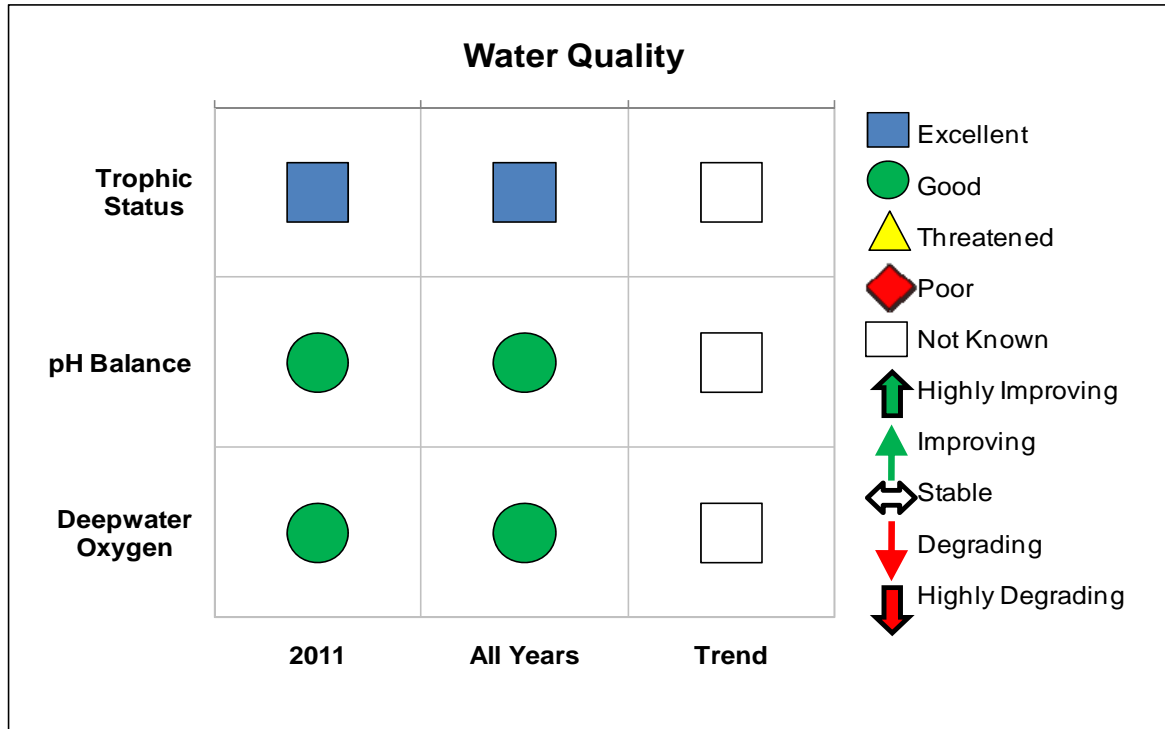 Water Quality
Trophic
Status
pH Balance
Deepwater
Oxygen
2011
All Years
Trend
Excellent
Good
Threatened
Poor
Not Known
Highly Improving
Improving
Stable
Degrading
Highly Degrading